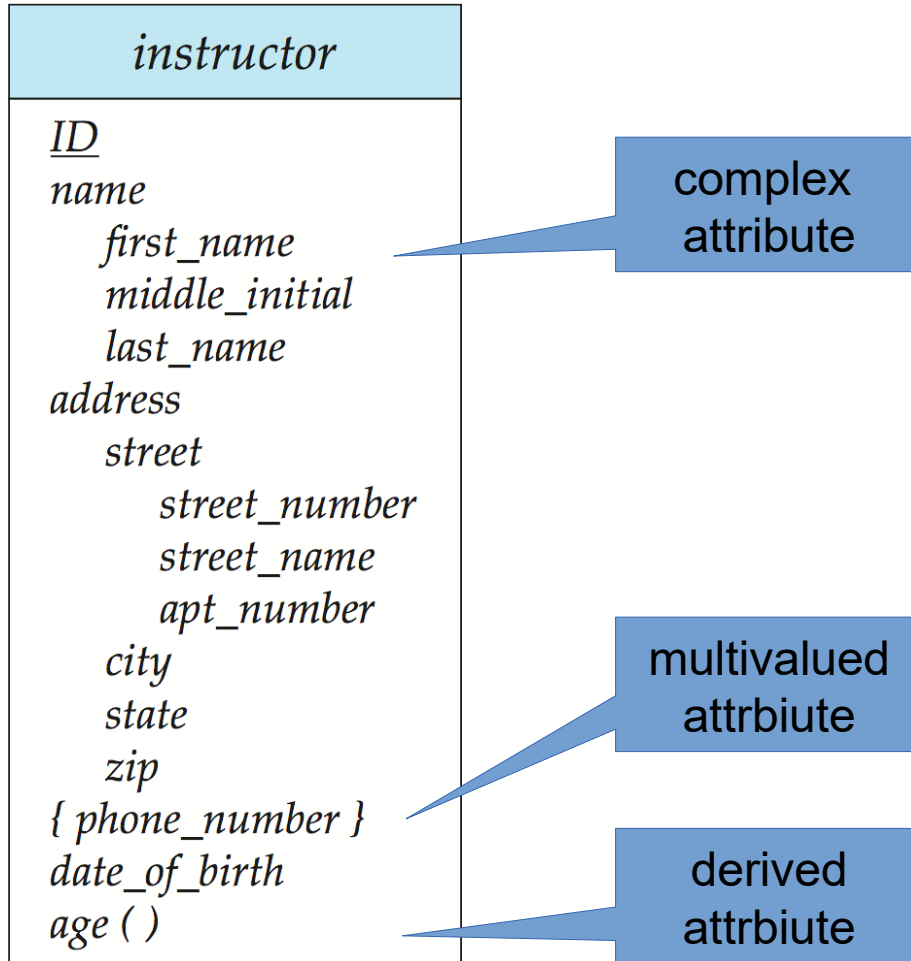 instructor
ID
name
first_name
middle_initial
last_name
address
street
street_number
street_name
apt_number
city
state
zip
{ phone_number }
date_of_birth
age ( )
complex
attribute
multivalued
attrbiute
derived
attrbiute